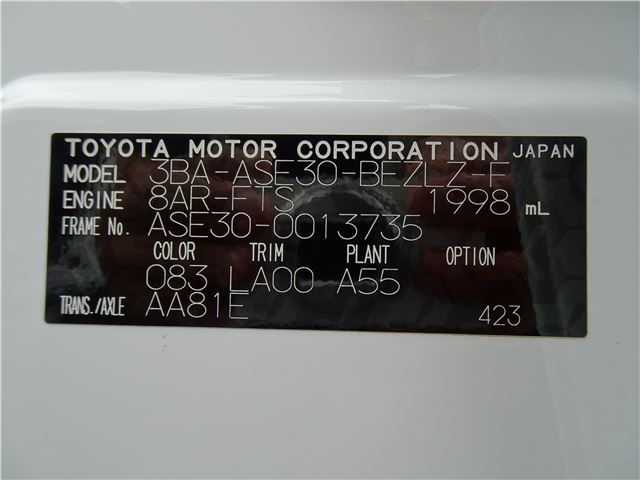 TOYOTA MOTOR CORPORATION JAPAN
MODEL 3BA-ASE30-BEZLZ-F
ENGINE 8AR-FTS 1998 mL
FRAME No. ASE30-0013735
COLOR TRIM PLANT OPTION
083 LA00 A55
TRANS./AXLE AA81E 423